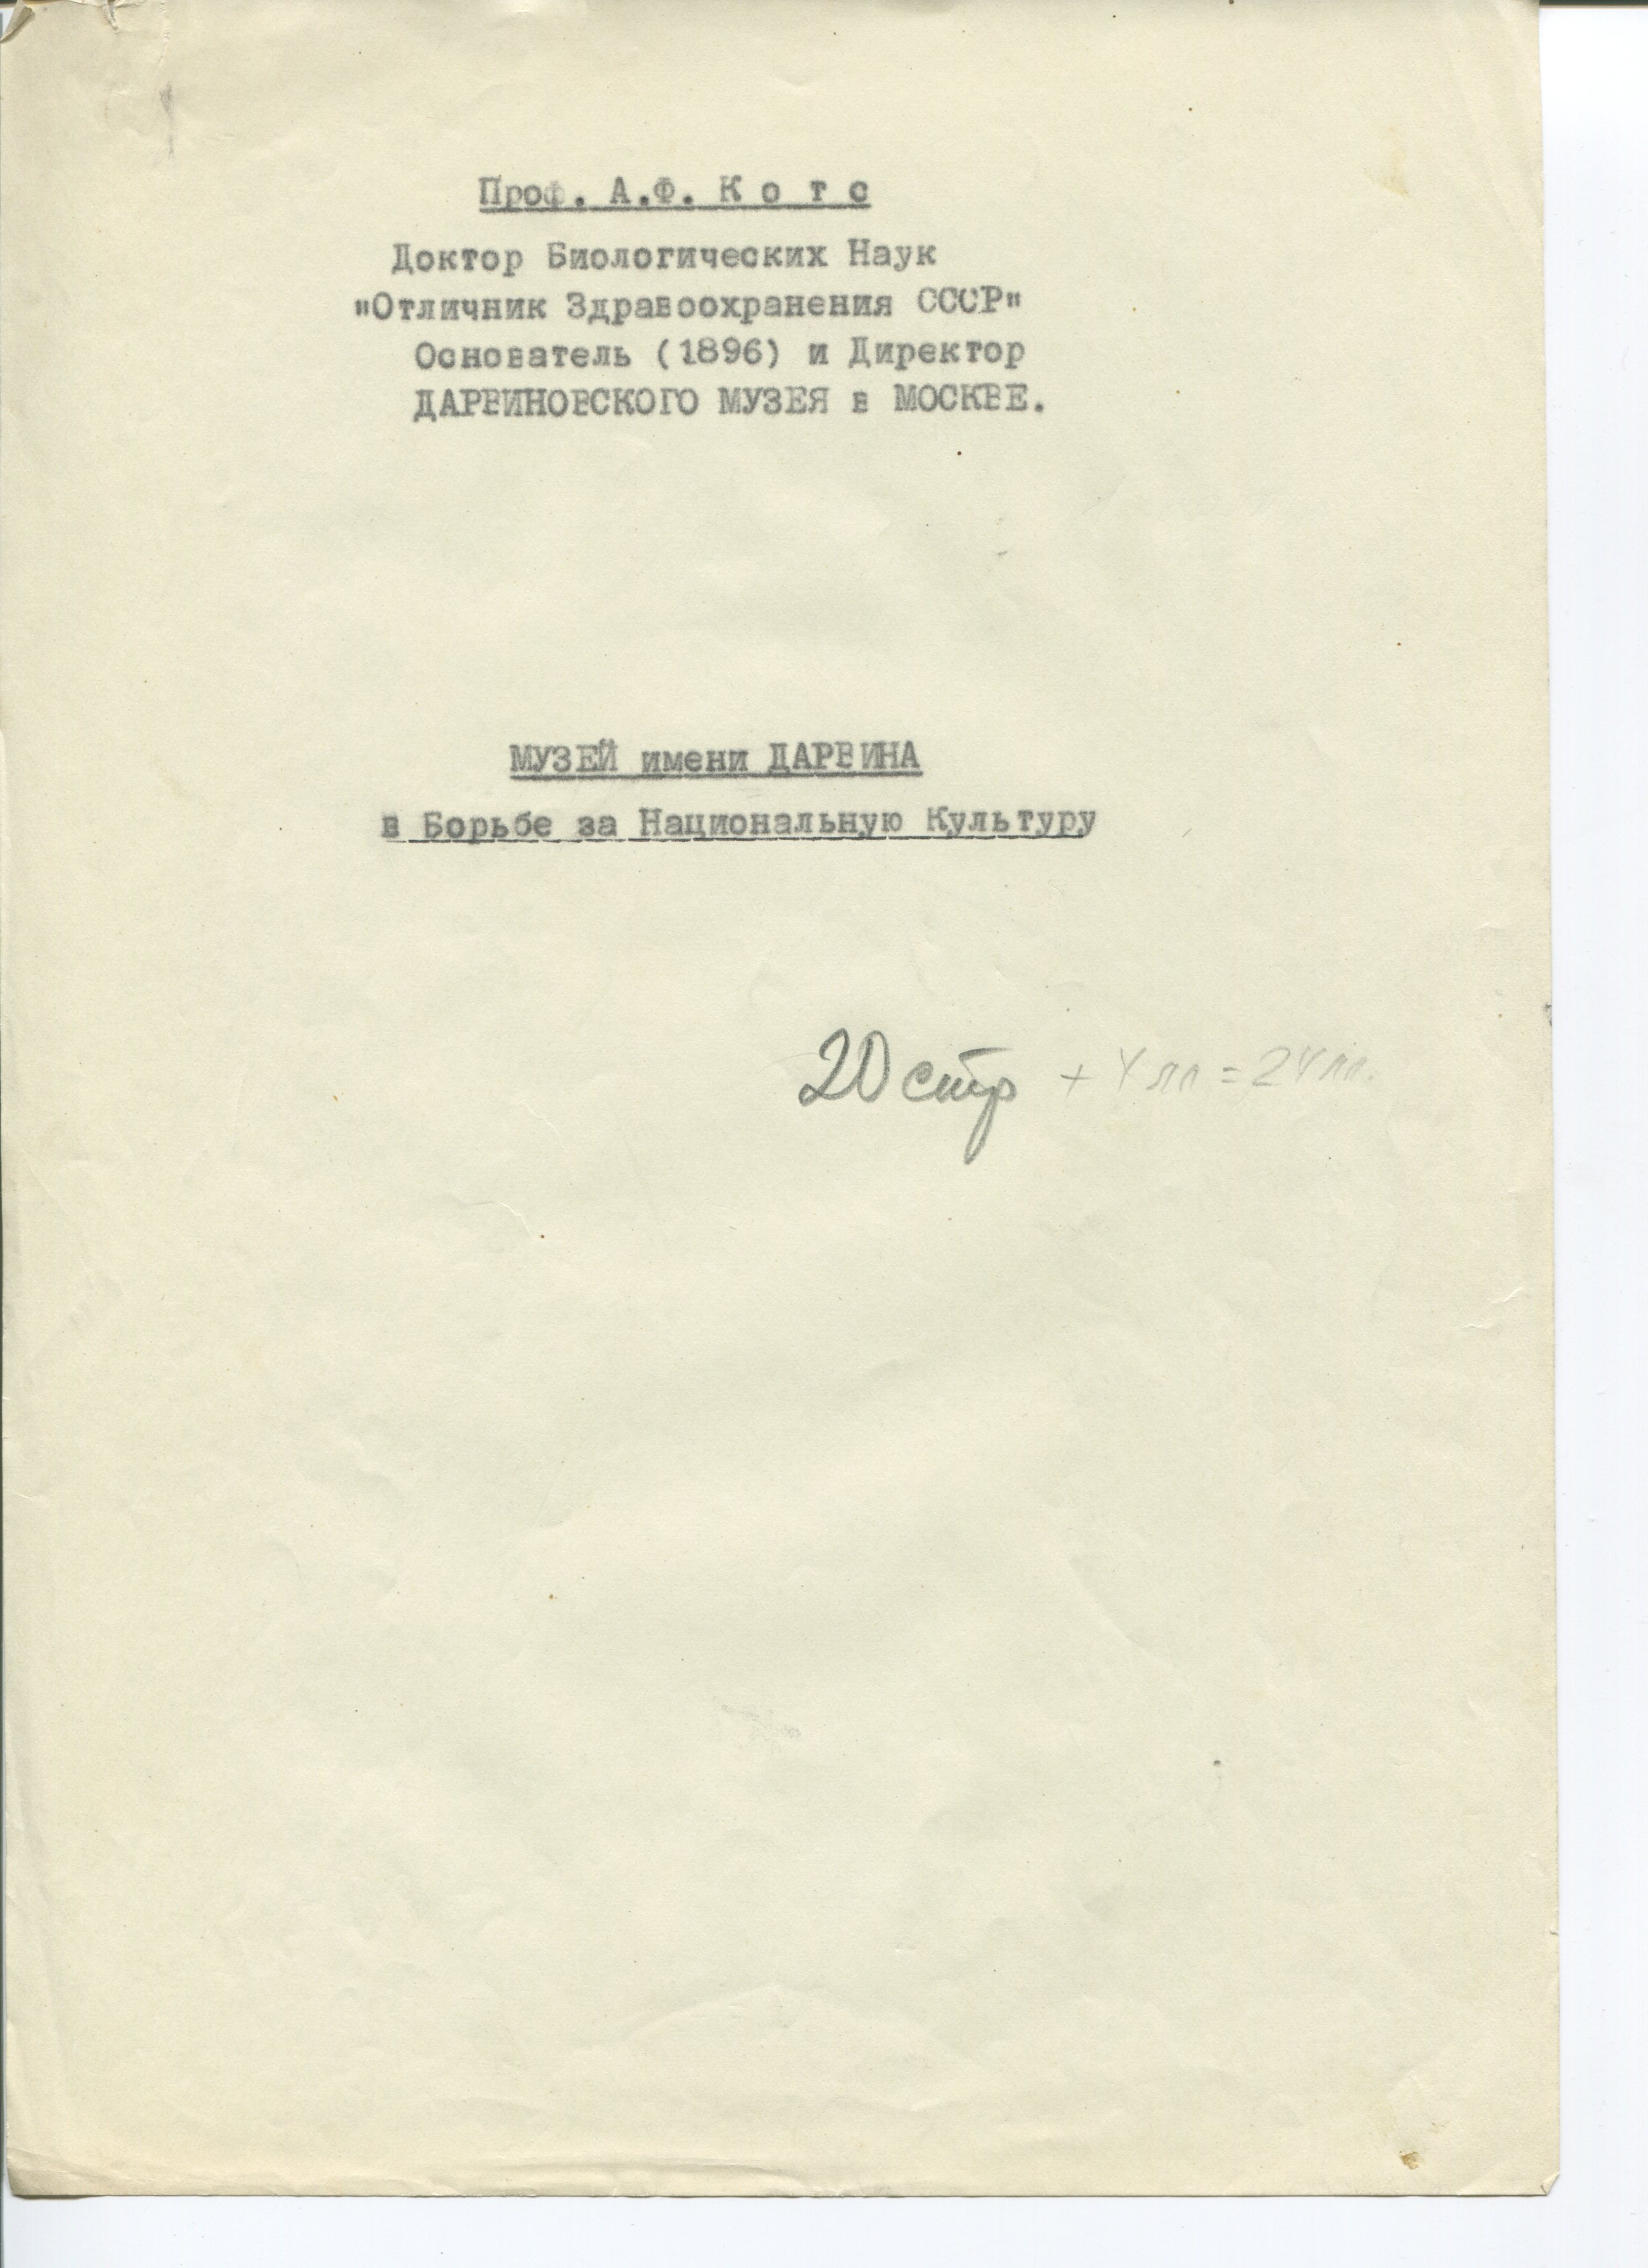 Проф. А.Ф. К о т с
Доктор Биологических Наук
"Отличник Здравоохранения СССР"
Основатель (1896) и Директор
ДАРВИНОВСКОГО МУЗЕЯ в МОСКВЕ.
МУЗЕЙ имени ДАРВИНА
в Борьбе за Национальную Культуру
20 стр + 4 лл = 24 лл.